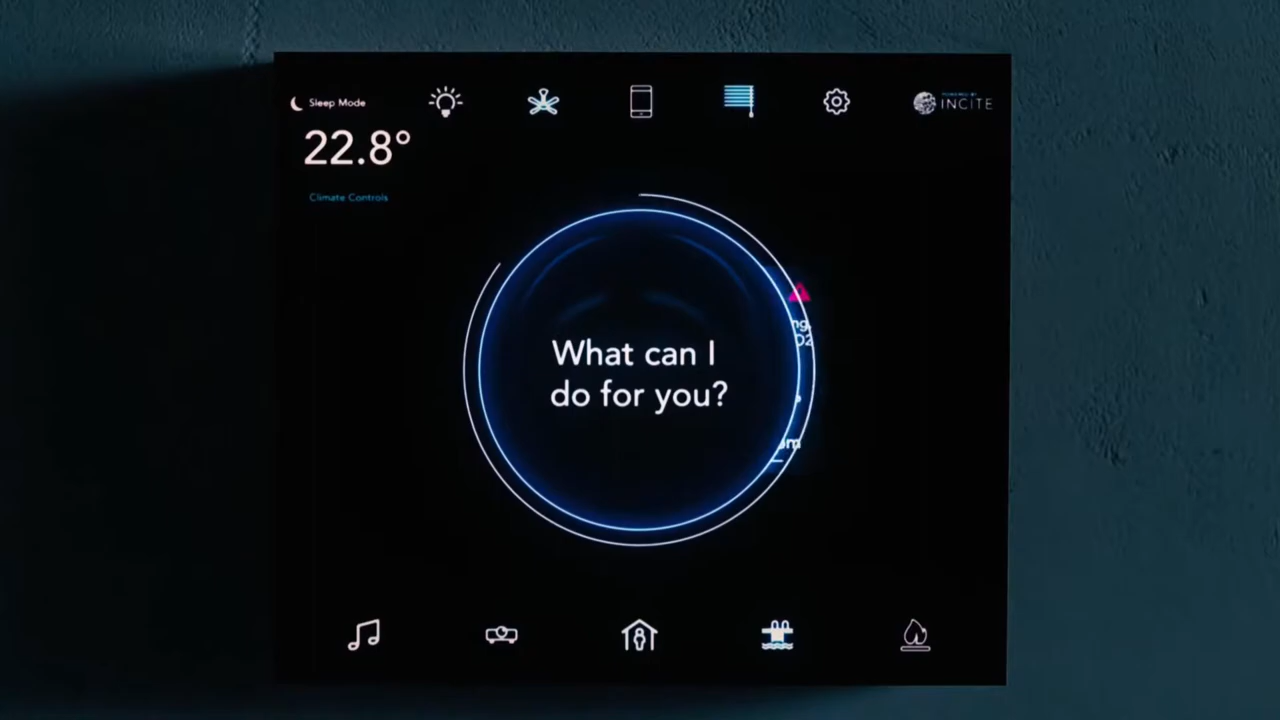 Sleep Mode
22.8°
Climate Controls
POWERED BY
INCITE
What can I
do for you?